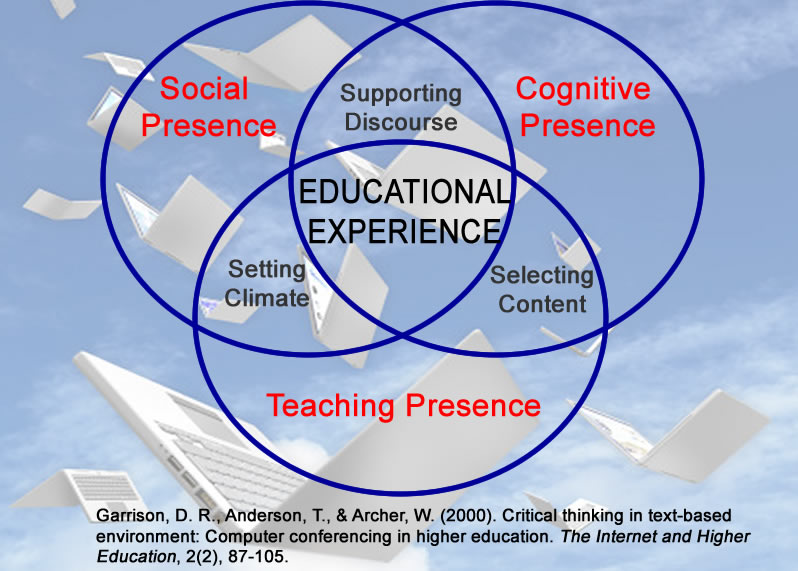 Social
Presence
Supporting
Discourse
Cognitive
Presence
EDUCATIONAL
EXPERIENCE
Setting
Climate
Selecting
Content
Teaching Presence
Garrison, D. R., Anderson, T., & Archer, W. (2000). Critical thinking in text-based
environment: Computer conferencing in higher education. The Internet and Higher
Education, 2(2), 87-105.